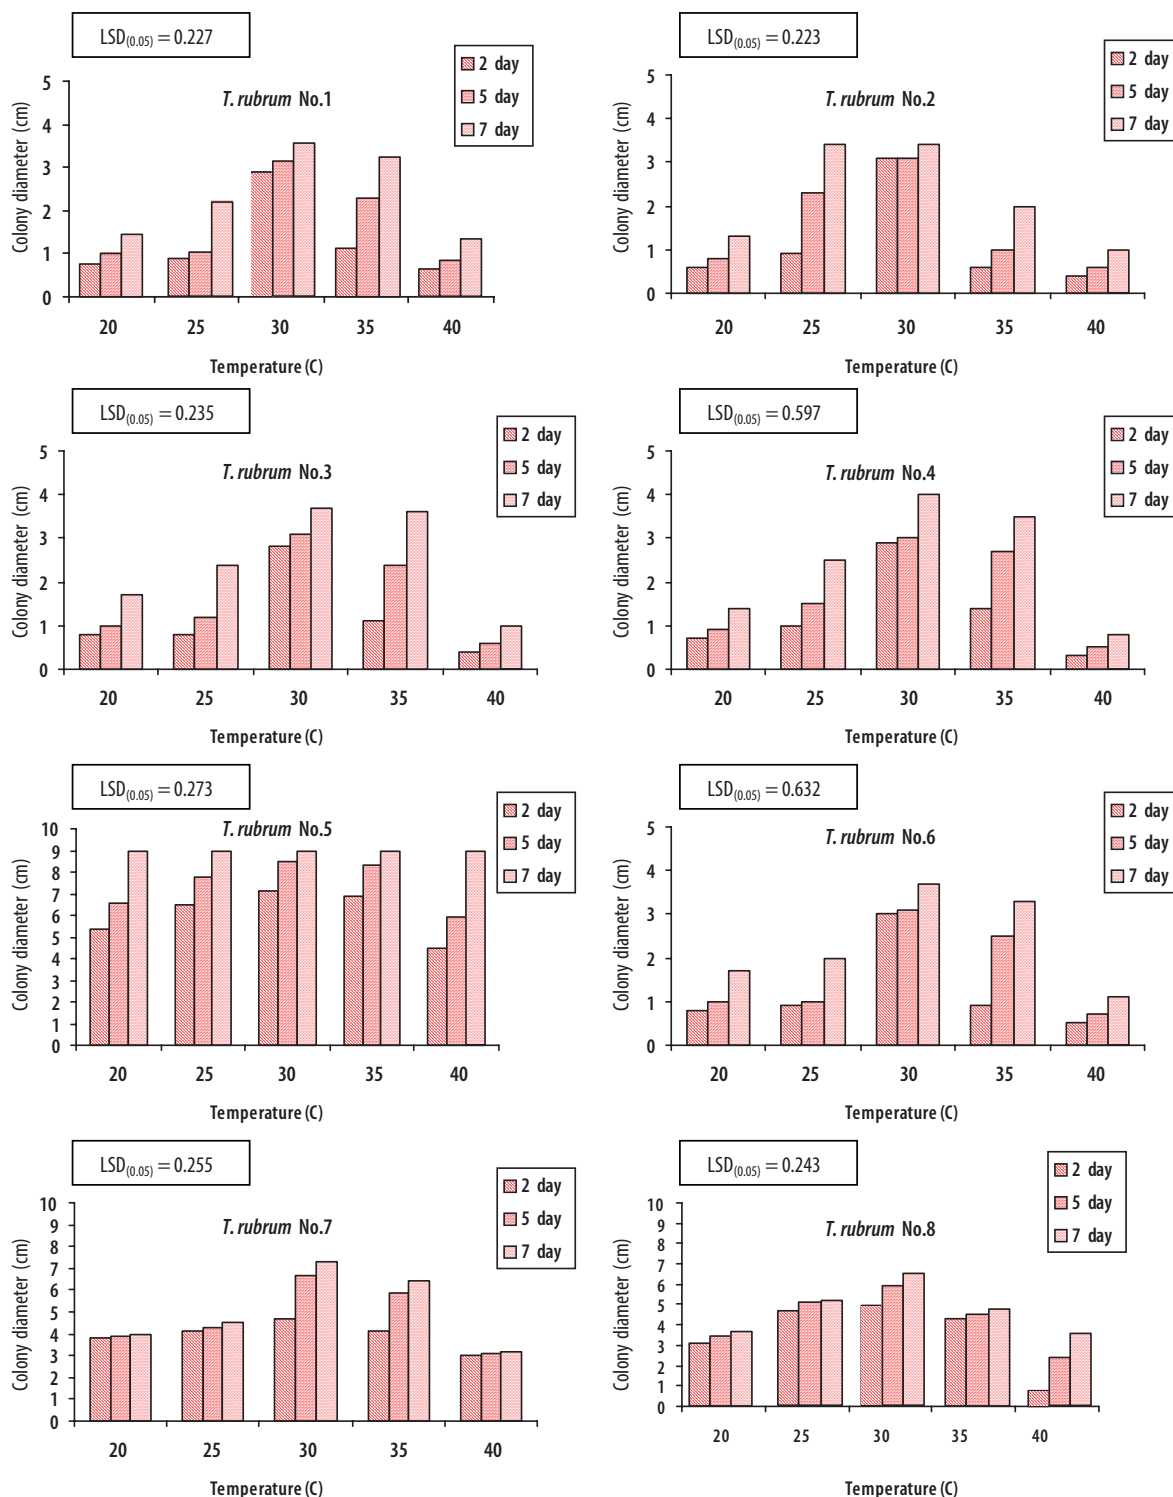 LSD(0.05) = 0.227
T. rubrum No.1
2 day
5 day
7 day
Colony diameter (cm)
5
4
3
2
1
0
20 25 30 35 40
Temperature (C)
LSD(0.05) = 0.223
T. rubrum No.2
2 day
5 day
7 day
Colony diameter (cm)
5
4
3
2
1
0
20 25 30 35 40
Temperature (C)
LSD(0.05) = 0.235
T. rubrum No.3
2 day
5 day
7 day
Colony diameter (cm)
5
4
3
2
1
0
20 25 30 35 40
Temperature (C)
LSD(0.05) = 0.597
T. rubrum No.4
2 day
5 day
7 day
Colony diameter (cm)
5
4
3
2
1
0
20 25 30 35 40
Temperature (C)
LSD(0.05) = 0.273
T. rubrum No.5
2 day
5 day
7 day
Colony diameter (cm)
10
9
8
7
6
5
4
3
2
1
0
20 25 30 35 40
Temperature (C)
LSD(0.05) = 0.632
T. rubrum No.6
2 day
5 day
7 day
Colony diameter (cm)
5
4
3
2
1
0
20 25 30 35 40
Temperature (C)
LSD(0.05) = 0.255
T. rubrum No.7
2 day
5 day
7 day
Colony diameter (cm)
10
9
8
7
6
5
4
3
2
1
0
20 25 30 35 40
Temperature (C)
LSD(0.05) = 0.243
T. rubrum No.8
2 day
5 day
7 day
Colony diameter (cm)
10
9
8
7
6
5
4
3
2
1
0
20 25 30 35 40
Temperature (C)